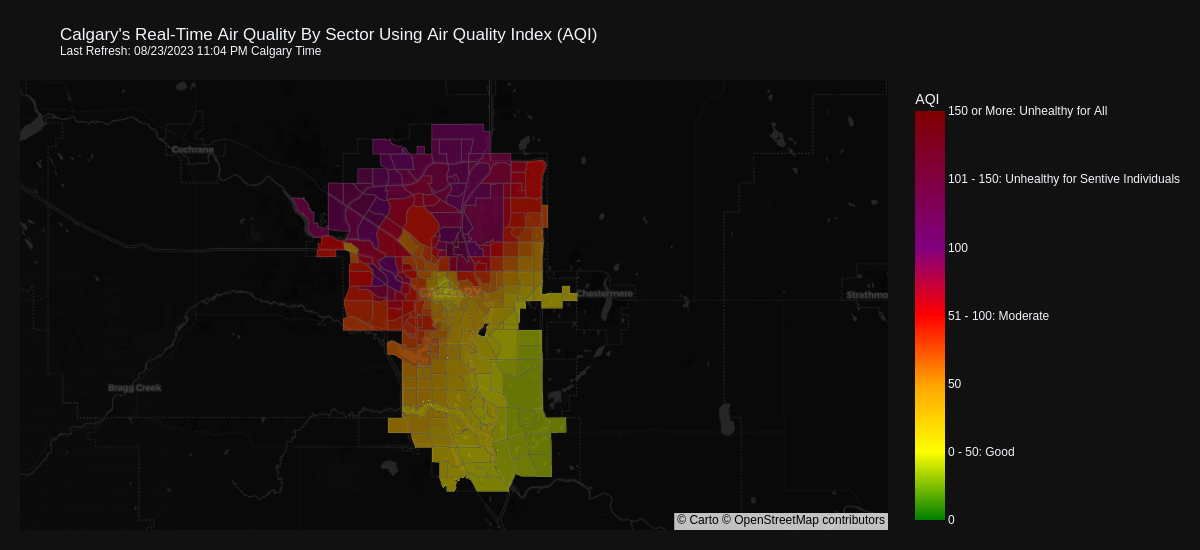 Calgary's Real-Time Air Quality By Sector Using Air Quality Index (AQI)
Last Refresh: 08/23/2023 11:04 PM Calgary Time
AQI
150 or More: Unhealthy for All
Cochrane
101 - 150: Unhealthy for Sentive Individuals
100
CALGARY
Chestermere
Strathmo
51 - 100: Moderate
50
Bragg Creek
0 - 50: Good
0
© Carto © OpenStreetMap contributors